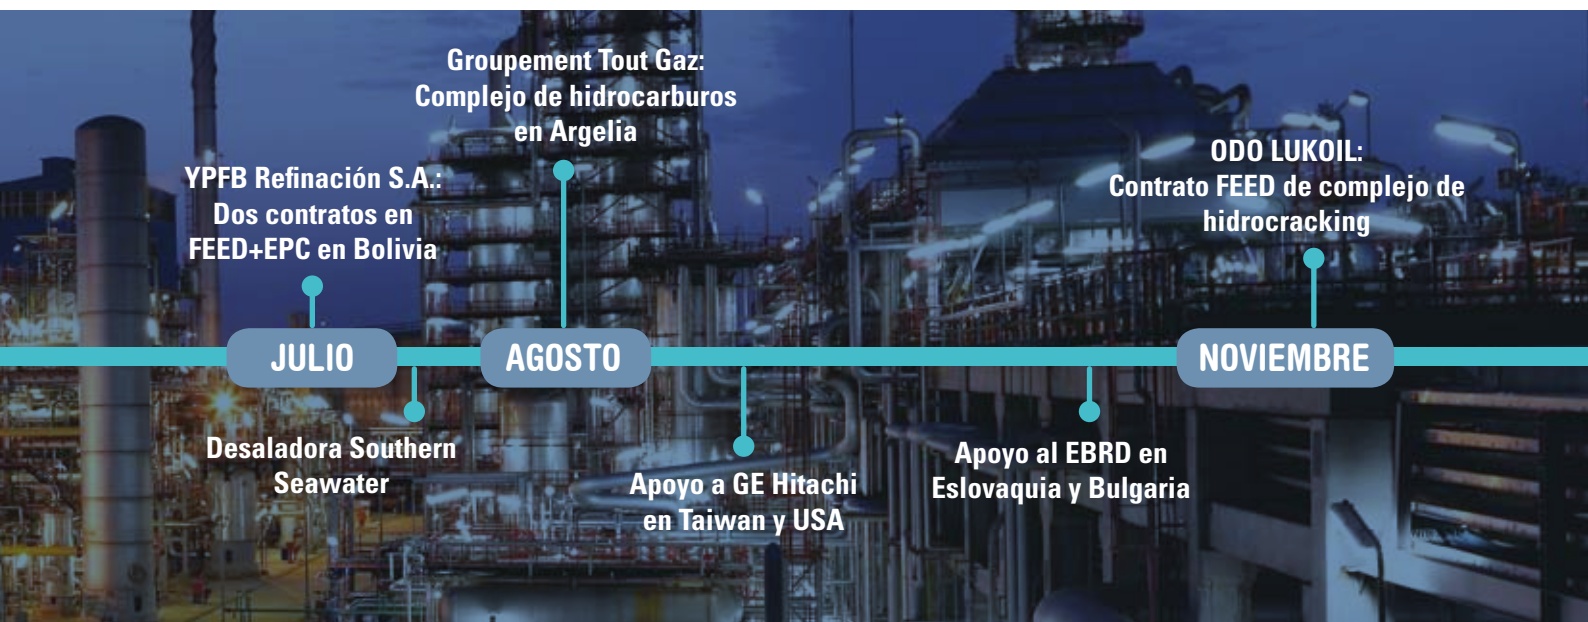 Groupement Tout Gaz:
Complejo de hidrocarburos
en Argelia
YPFB Refinación S.A.:
Dos contratos en
FEED+EPC en Bolivia
ODO LUKOIL:
Contrato FEED de complejo de
hidrocracking
JULIO
AGOSTO
NOVIEMBRE
Desaladora Southern
Seawater
Apoyo a GE Hitachi
en Taiwan y USA
Apoyo al EBRD en
Eslovaquia y Bulgaria